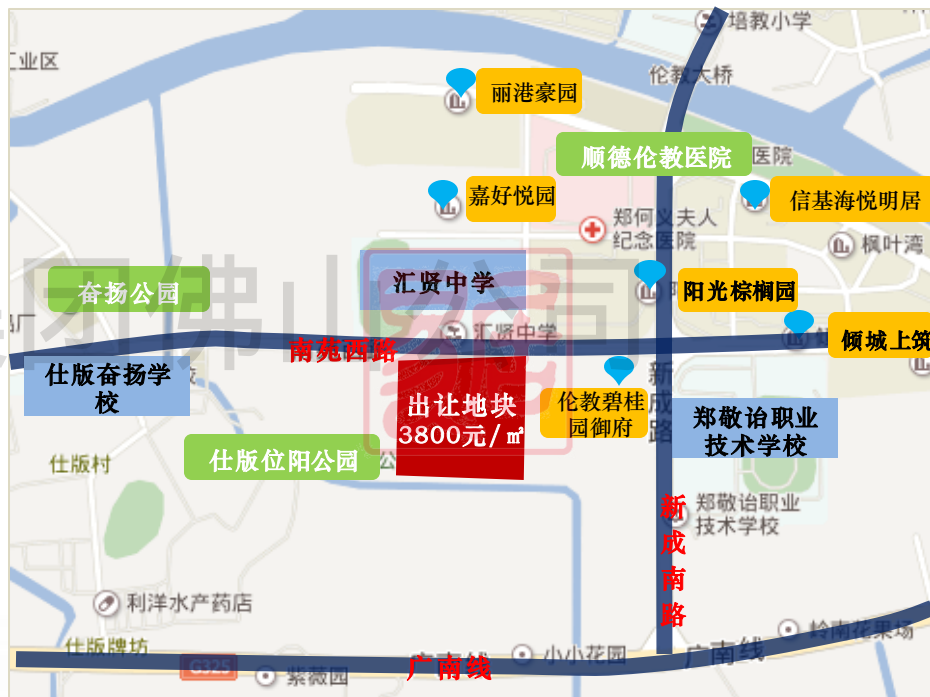 培教小学
工业区
伦教大桥
丽港豪园
顺德伦教医院
医院
嘉好悦园
信基海悦明居
郑何义夫人
纪念医院
枫叶湾
团佛山公司
奋扬公园
汇贤中学
阳光棕榈园
汇贤中学
倾城上筑
南苑西路
仕版奋扬学
校
校
出让地块
3800元/㎡
伦教碧桂
园御府
新成路
郑敬诒职业
技术学校
仕版位阳公园
公
仕版村
郑敬诒职业
技术学校
新成南路
利洋水产药店
仕版牌坊
G325
紫薇园
广南线
小小花园
广南线
岭南花果场